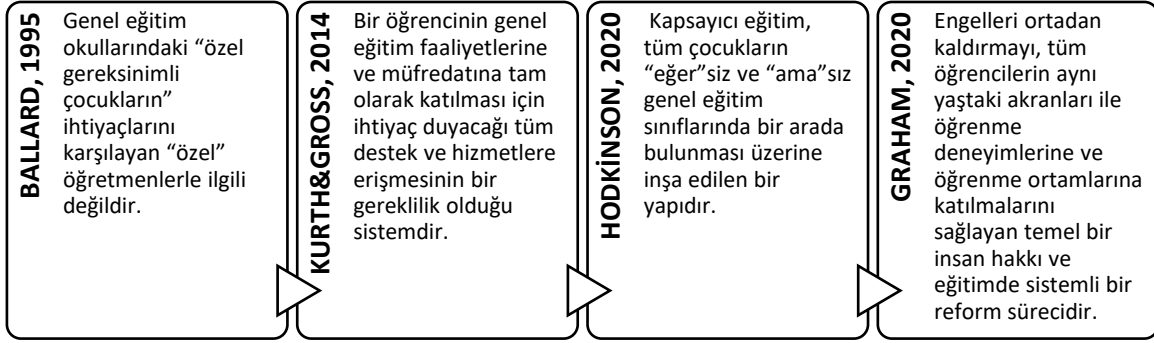 BALLARD, 1995
Genel eğitim
okullarındaki “özel
gereksinimli
çocukların”
ihtiyaçlarını
karşılayan “özel”
öğretmenlerle ilgili
değildir.
KURTH&GROSS, 2014
Bir öğrencinin genel
eğitim faaliyetlerine
ve müfredatına tam
olarak katılması için
ihtiyaç duyacağı tüm
destek ve hizmetlere
erişmesinin bir
gereklilik olduğu
sistemdir.
HODKİNSON, 2020
Kapsayıcı eğitim,
tüm çocukların
“eğer”siz ve “ama”sız
genel eğitim
sınıflarında bir arada
bulunması üzerine
inşa edilen bir
yapıdır.
GRAHAM, 2020
Engelleri ortadan
kaldırmayı, tüm
öğrencilerin aynı
yaştaki akranları ile
öğrenme
deneyimlerine ve
öğrenme ortamlarına
katılmalarını
sağlayan temel bir
insan hakkı ve
eğitimde sistemli bir
reform sürecidir.